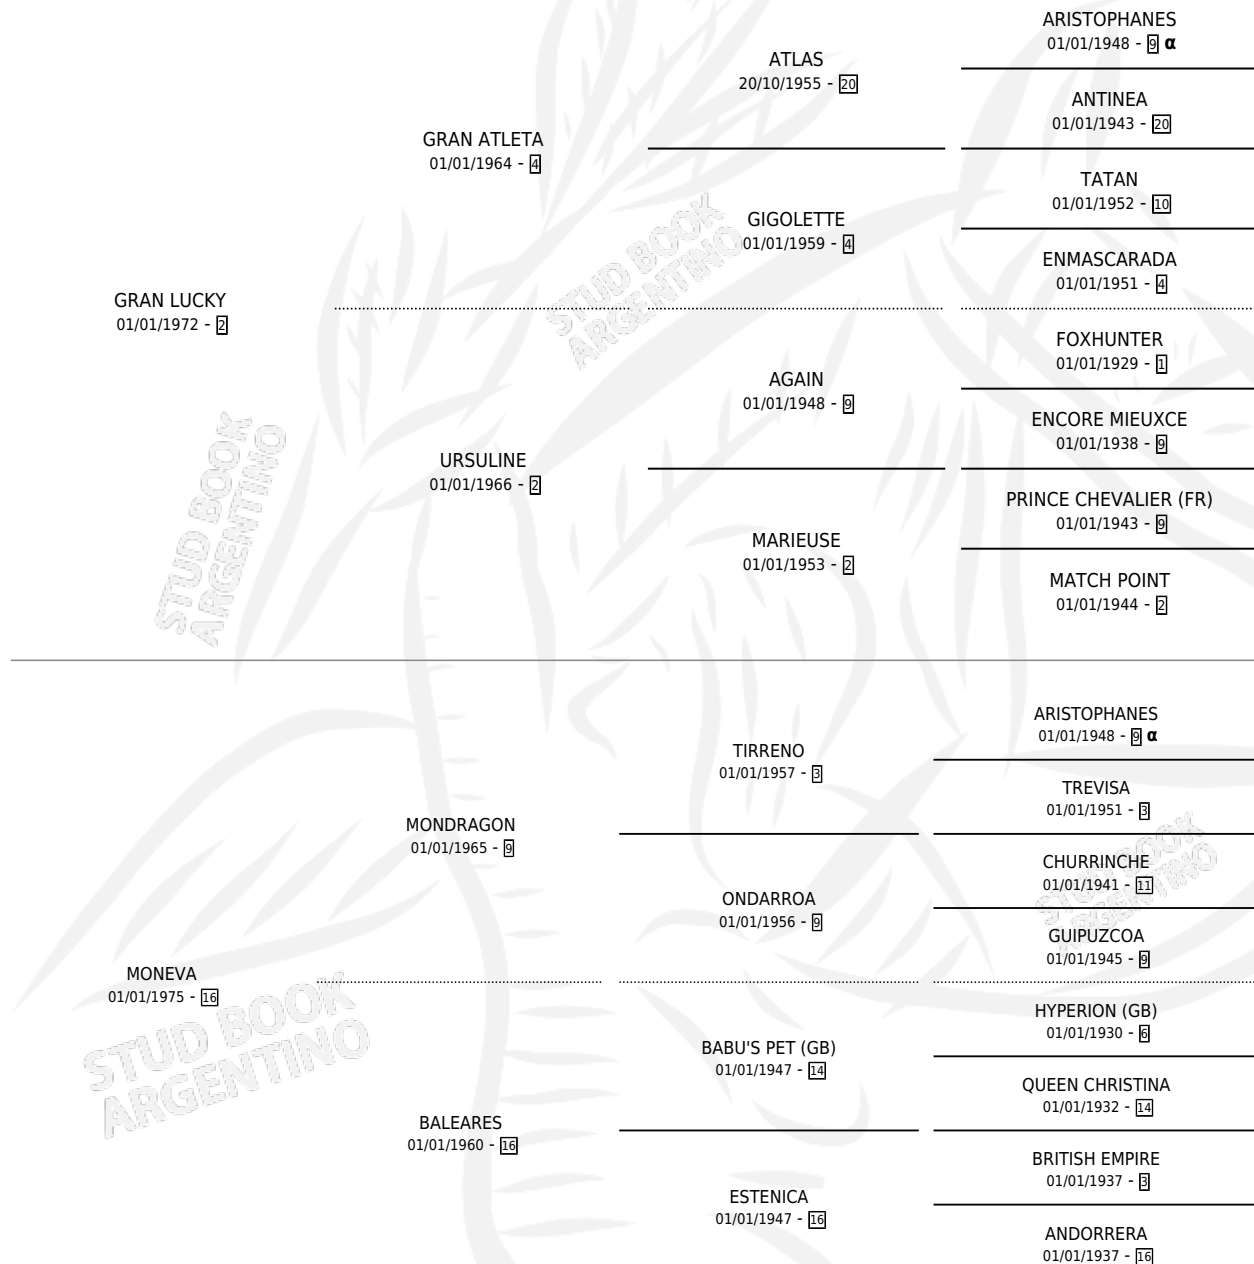 GRAN LUCKY
01/01/1972 - 2
GRAN ATLETA
01/01/1964 - 4
ATLAS
20/10/1955 - 20
ARISTOPHANES
01/01/1948 - 9 α
ANTINEA
01/01/1943 - 20
GIGOLETTE
01/01/1959 - 4
TATAN
01/01/1952 - 10
ENMASCARADA
01/01/1951 - 4
URSULINE
01/01/1966 - 2
AGAIN
01/01/1948 - 9
FOXHUNTER
01/01/1929 - 1
ENCORE MIEUXCE
01/01/1938 - 9
MARIEUSE
01/01/1953 - 2
PRINCE CHEVALIER (FR)
01/01/1943 - 9
MATCH POINT
01/01/1944 - 2
MONEVA
01/01/1975 - 16
MONDRAGON
01/01/1965 - 9
TIRRENO
01/01/1957 - 3
ARISTOPHANES
01/01/1948 - 9 α
TREVISA
01/01/1951 - 3
ONDARROA
01/01/1956 - 9
CHURRINCHE
01/01/1941 - 11
GUIPUZCOA
01/01/1945 - 9
BALEARES
01/01/1960 - 16
BABU'S PET (GB)
01/01/1947 - 14
HYPERION (GB)
01/01/1930 - 6
QUEEN CHRISTINA
01/01/1932 - 14
ESTENICA
01/01/1947 - 16
BRITISH EMPIRE
01/01/1937 - 3
ANDORRERA
01/01/1937 - 16
STUD BOOK
ARGENTINO
STUD BOOK
ARGENTINO
STUD BOOK
ARGENTINO
STUD BOOK
ARGENTINO